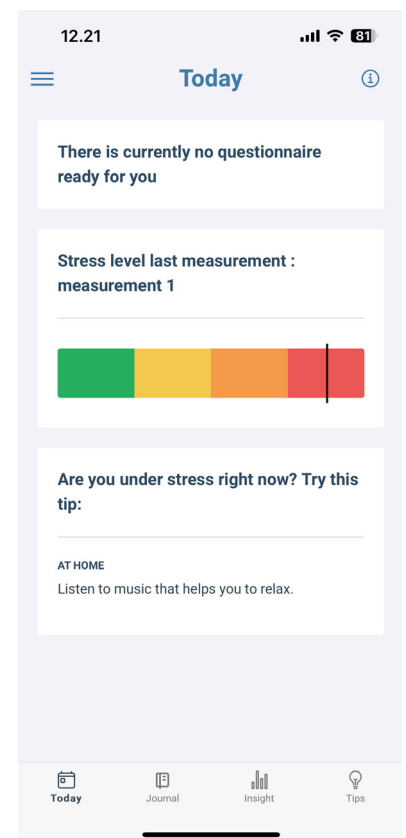 12.21
81
Today
There is currently no questionnaire
ready for you
Stress level last measurement :
measurement 1
Are you under stress right now? Try this
tip:
AT HOME
Listen to music that helps you to relax.
Today
Journal
Insight
Tips